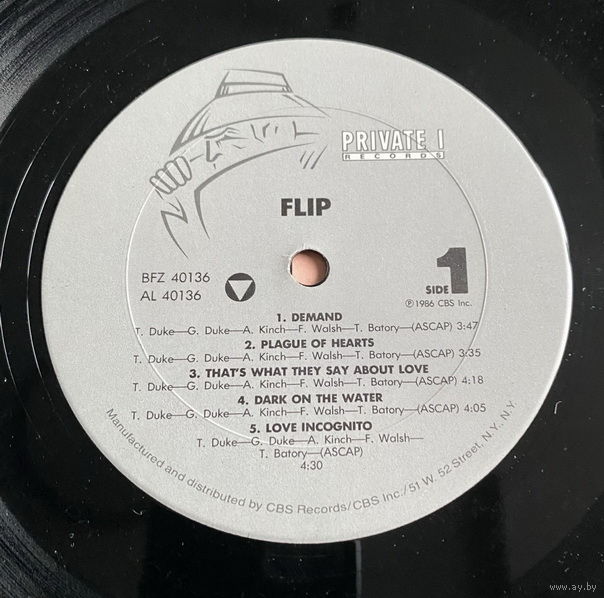 PRIVATE I
RECORDS
FLIP
BFZ 40136
AL 40136
SIDE 1
℗1986 CBS Inc.
1. DEMAND
T. Duke—G. Duke—A. Kinch—F. Walsh—T. Batory—(ASCAP) 3:47
2. PLAGUE OF HEARTS
T. Duke—G. Duke—A. Kinch—F. Walsh—T. Batory—(ASCAP) 3:35
3. THAT'S WHAT THEY SAY ABOUT LOVE
T. Duke—G. Duke—A. Kinch—F. Walsh—T. Batory—(ASCAP) 4:18
4. DARK ON THE WATER
T. Duke—G. Duke—A. Kinch—F. Walsh—T. Batory—(ASCAP) 4:05
5. LOVE INCOGNITO
T. Duke—G. Duke—A. Kinch—F. Walsh—
T. Batory—(ASCAP)
4:30
Manufactured and distributed by CBS Records/CBS Inc./51 W. 52 Street, N.Y., N.Y.
www.ay.by